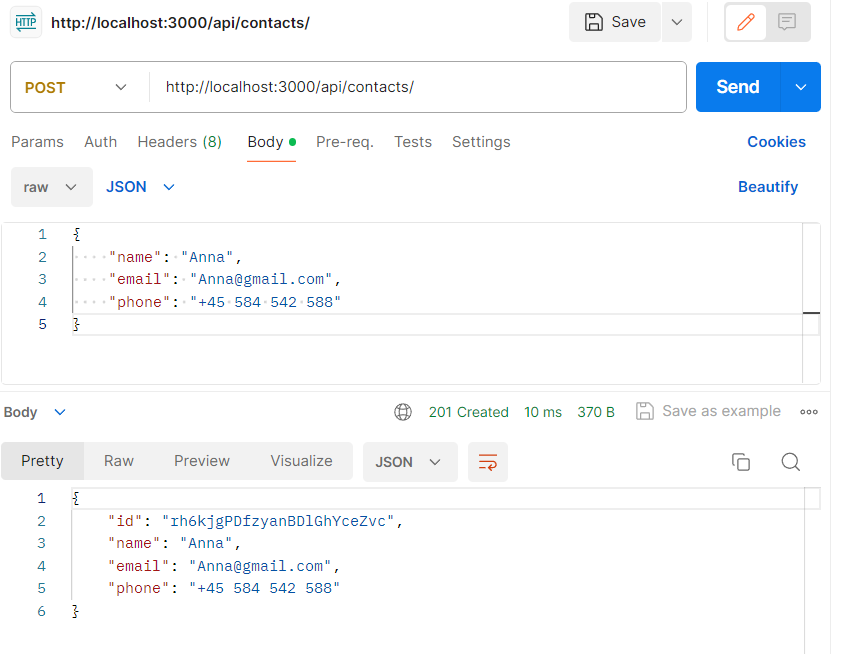 HTTP http://localhost:3000/api/contacts/ Save
POST http://localhost:3000/api/contacts/ Send
Params Auth Headers (8) Body Pre-req. Tests Settings Cookies
raw JSON Beautify
1 {
2 "name": "Anna",
3 "email": "Anna@gmail.com",
4 "phone": "+45 584 542 588"
5 }
Body 201 Created 10 ms 370 B Save as example
Pretty Raw Preview Visualize JSON
1 {
2 "id": "rh6kjgPDfzyanBDlGhYceZvc",
3 "name": "Anna",
4 "email": "Anna@gmail.com",
5 "phone": "+45 584 542 588"
6 }